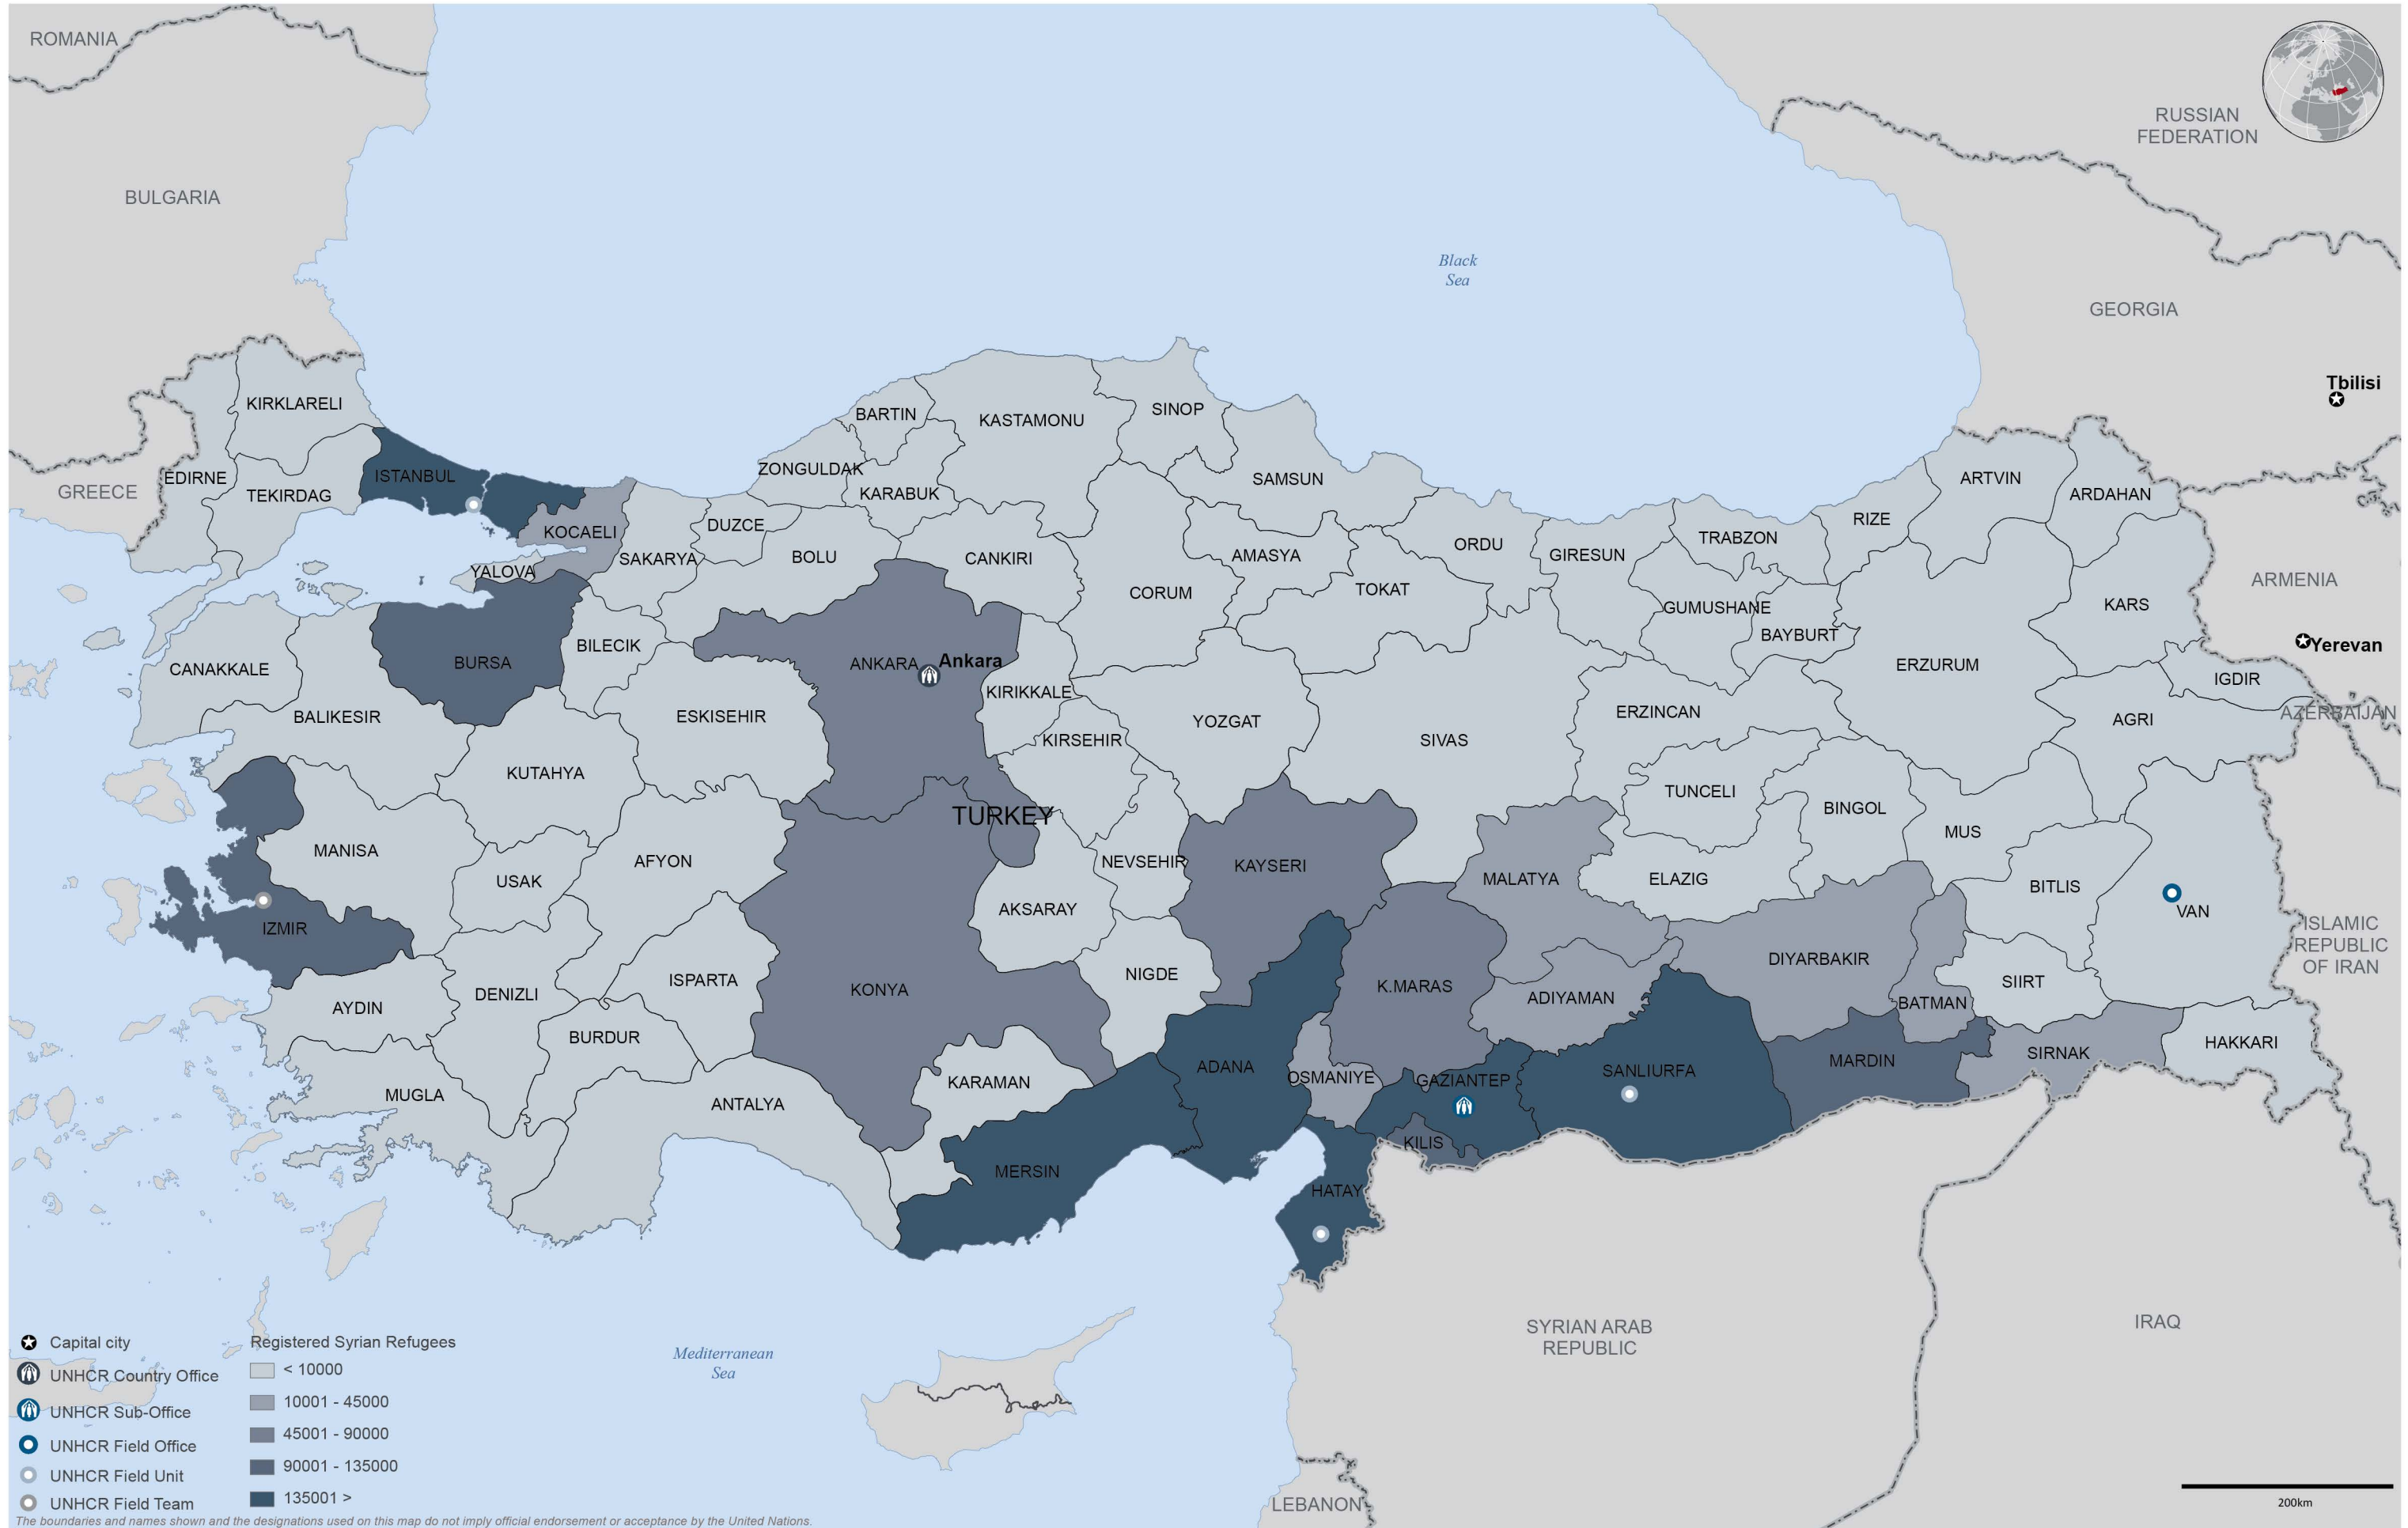 ROMANIA
RUSSIAN
FEDERATION
BULGARIA
Black
Sea
GEORGIA
Tbilisi
KIRKLARELI
BARTIN
KASTAMONU
SINOP
EDIRNE
GREECE
TEKIRDAG
ISTANBUL
ZONGULDAK
KARABUK
SAMSUN
ARTVIN
ARDAHAN
KOCAELI
DUZCE
RIZE
SAKARYA
BOLU
CANKIRI
AMASYA
ORDU
GIRESUN
TRABZON
YALOVA
CORUM
TOKAT
GUMUSHANE
BAYBURT
KARS
ARMENIA
CANAKKALE
BURSA
BILECIK
ANKARA
Ankara
ERZURUM
Yerevan
IGDIR
BALIKESIR
ESKISEHIR
KIRIKKALE
YOZGAT
ERZINCAN
AGRI
AZERBAIJAN
KIRSEHIR
SIVAS
KUTAHYA
TUNCELI
BINGOL
TURKEY
MUS
MANISA
USAK
AFYON
NEVSEHIR
KAYSERI
MALATYA
ELAZIG
BITLIS
VAN
IZMIR
AKSARAY
ISLAMIC
REPUBLIC
OF IRAN
DIYARBAKIR
AYDIN
DENIZLI
ISPARTA
KONYA
NIGDE
K.MARAS
ADIYAMAN
BATMAN
SIIRT
BURDUR
HAKKARI
MUGLA
ANTALYA
KARAMAN
ADANA
OSMANIYE
GAZIANTEP
SANLIURFA
MARDIN
SIRNAK
KILIS
MERSIN
HATAY
SYRIAN ARAB
REPUBLIC
IRAQ
Mediterranean
Sea
LEBANON
Capital city
UNHCR Country Office
UNHCR Sub-Office
UNHCR Field Office
UNHCR Field Unit
UNHCR Field Team
Registered Syrian Refugees
< 10000
10001 - 45000
45001 - 90000
90001 - 135000
135001 >
200km
The boundaries and names shown and the designations used on this map do not imply official endorsement or acceptance by the United Nations.